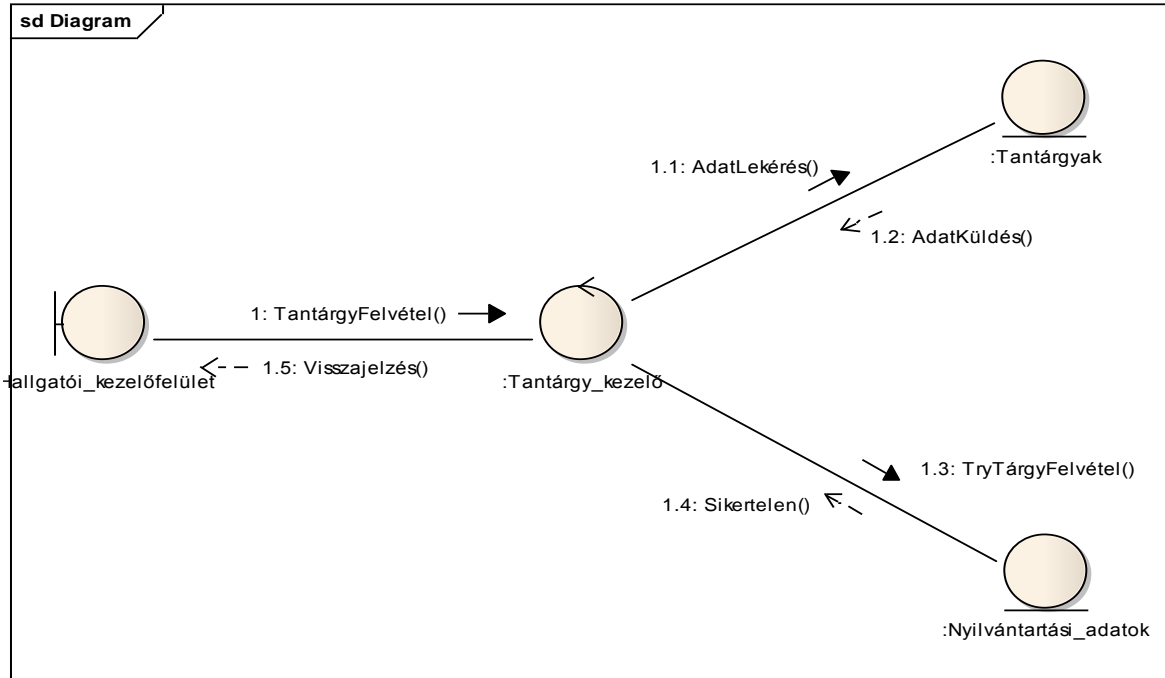 sd Diagram
:Tantárgyak
1.1: AdatLekérés()
1.2: AdatKüldés()
1: TantárgyFelvétel()
1.5: Visszajelzés()
allgatói_kezelőfelület
:Tantárgy_kezelő
1.3: TryTárgyFelvétel()
1.4: Sikertelen()
:Nyilvántartási_adatok